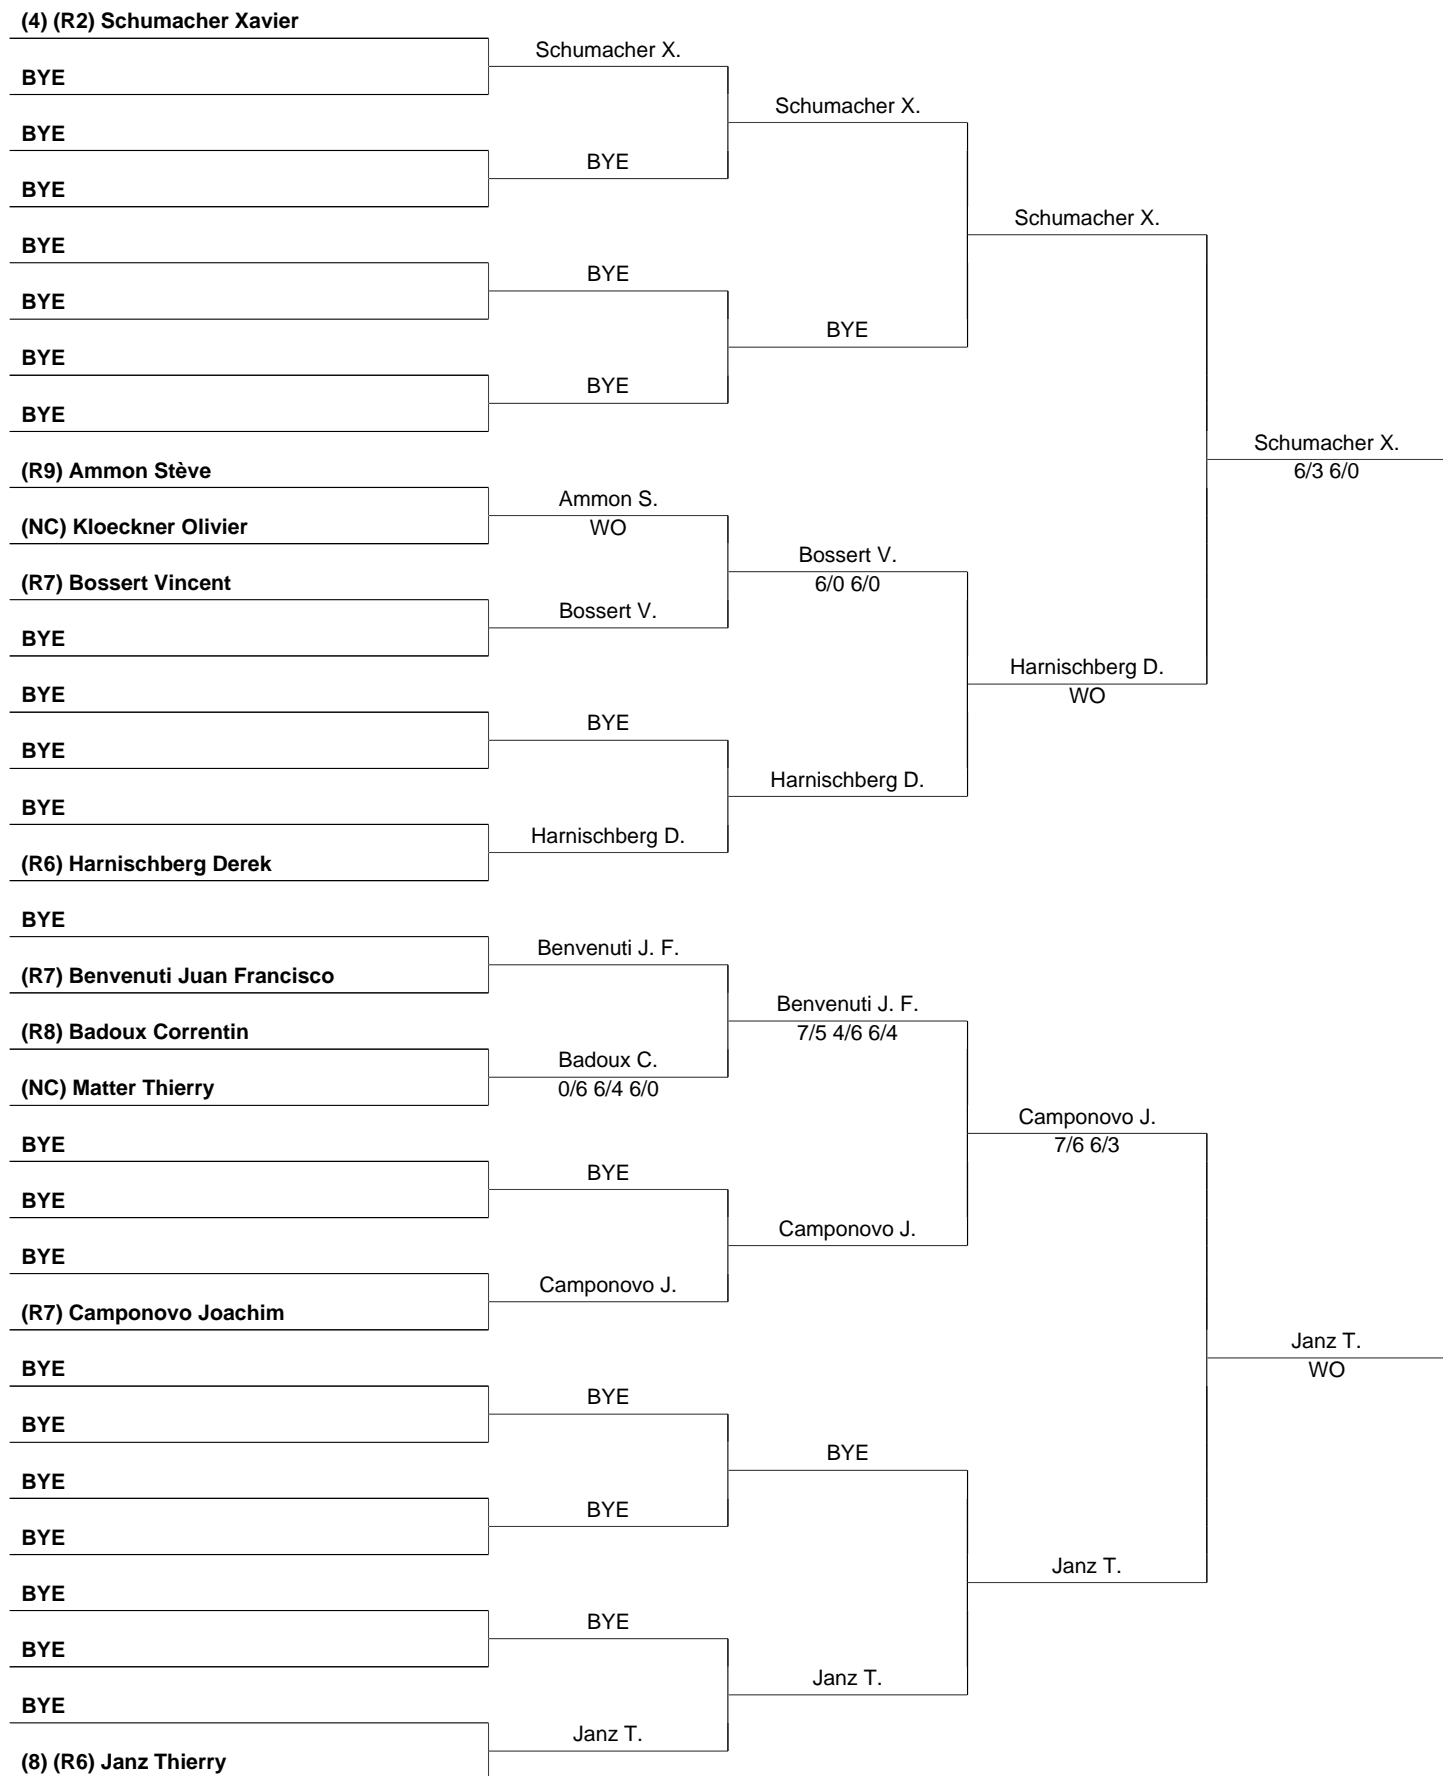 (4) (R2) Schumacher Xavier
Schumacher X.
BYE
Schumacher X.
BYE
BYE
BYE
Schumacher X.
BYE
BYE
BYE
BYE
BYE
BYE
BYE
Schumacher X.
(R9) Ammon Stève
6/3 6/0
Ammon S.
(NC) Kloeckner Olivier
WO
Bossert V.
(R7) Bossert Vincent
6/0 6/0
Bossert V.
BYE
Harnischberg D.
BYE
WO
BYE
BYE
Harnischberg D.
BYE
Harnischberg D.
(R6) Harnischberg Derek
BYE
Benvenuti J. F.
(R7) Benvenuti Juan Francisco
Benvenuti J. F.
(R8) Badoux Correntin
7/5 4/6 6/4
Badoux C.
(NC) Matter Thierry
0/6 6/4 6/0
Camponovo J.
BYE
7/6 6/3
BYE
BYE
Camponovo J.
BYE
Camponovo J.
(R7) Camponovo Joachim
Janz T.
BYE
WO
BYE
BYE
BYE
BYE
BYE
BYE
Janz T.
BYE
BYE
BYE
Janz T.
BYE
Janz T.
(8) (R6) Janz Thierry